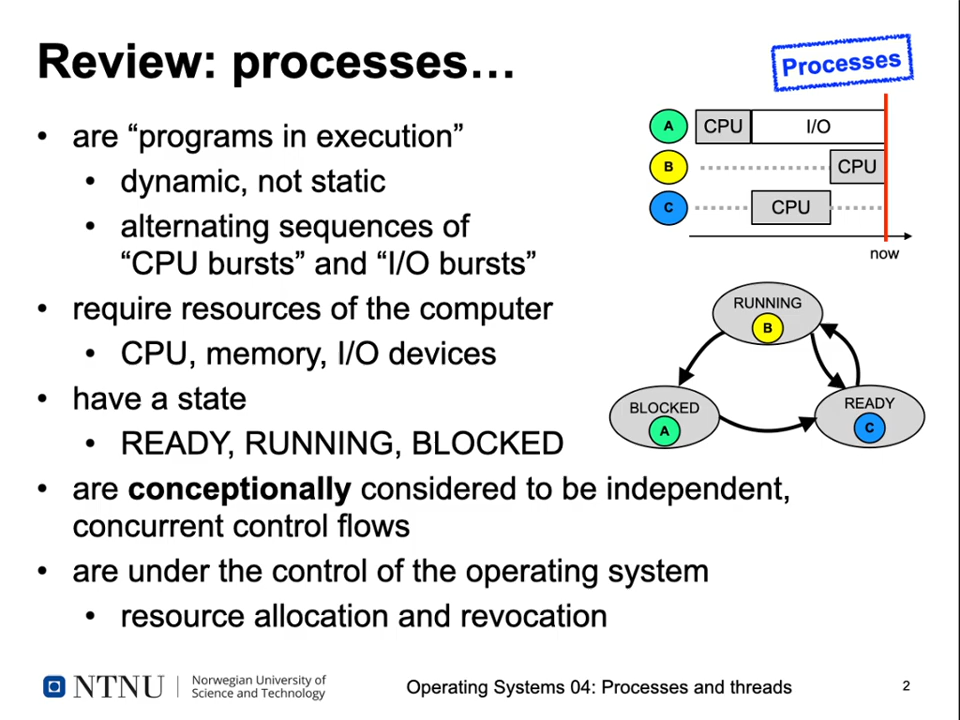 Review: processes…
Processes
• are “programs in execution”
• dynamic, not static
• alternating sequences of
“CPU bursts” and “I/O bursts”
• require resources of the computer
• CPU, memory, I/O devices
• have a state
• READY, RUNNING, BLOCKED
• are conceptionally considered to be independent,
concurrent control flows
• are under the control of the operating system
• resource allocation and revocation
A CPU I/O
B CPU
C CPU
now
RUNNING
B
BLOCKED
A
READY
C
NTNU
Norwegian University of
Science and Technology
Operating Systems 04: Processes and threads
2